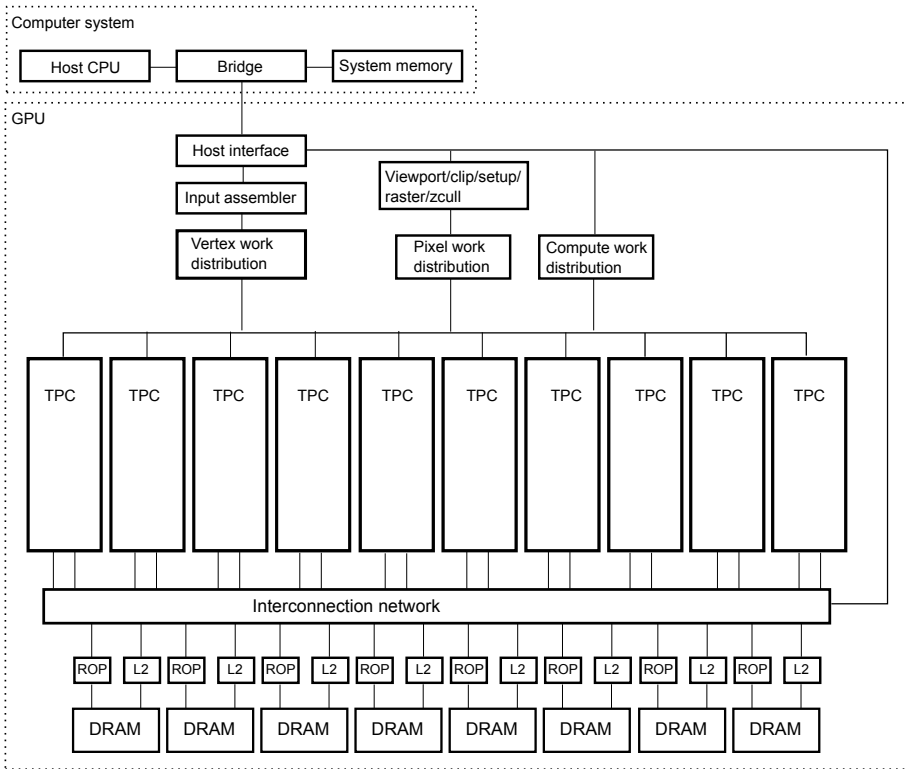 Computer system
Host CPU
Bridge
System memory
GPU
Host interface
Viewport/clip/setup/
raster/zcull
Input assembler
Vertex work
distribution
Pixel work
distribution
Compute work
distribution
TPC
TPC
TPC
TPC
TPC
TPC
TPC
TPC
TPC
TPC
Interconnection network
ROP
L2
ROP
L2
ROP
L2
ROP
L2
ROP
L2
ROP
L2
ROP
L2
ROP
L2
DRAM
DRAM
DRAM
DRAM
DRAM
DRAM
DRAM
DRAM